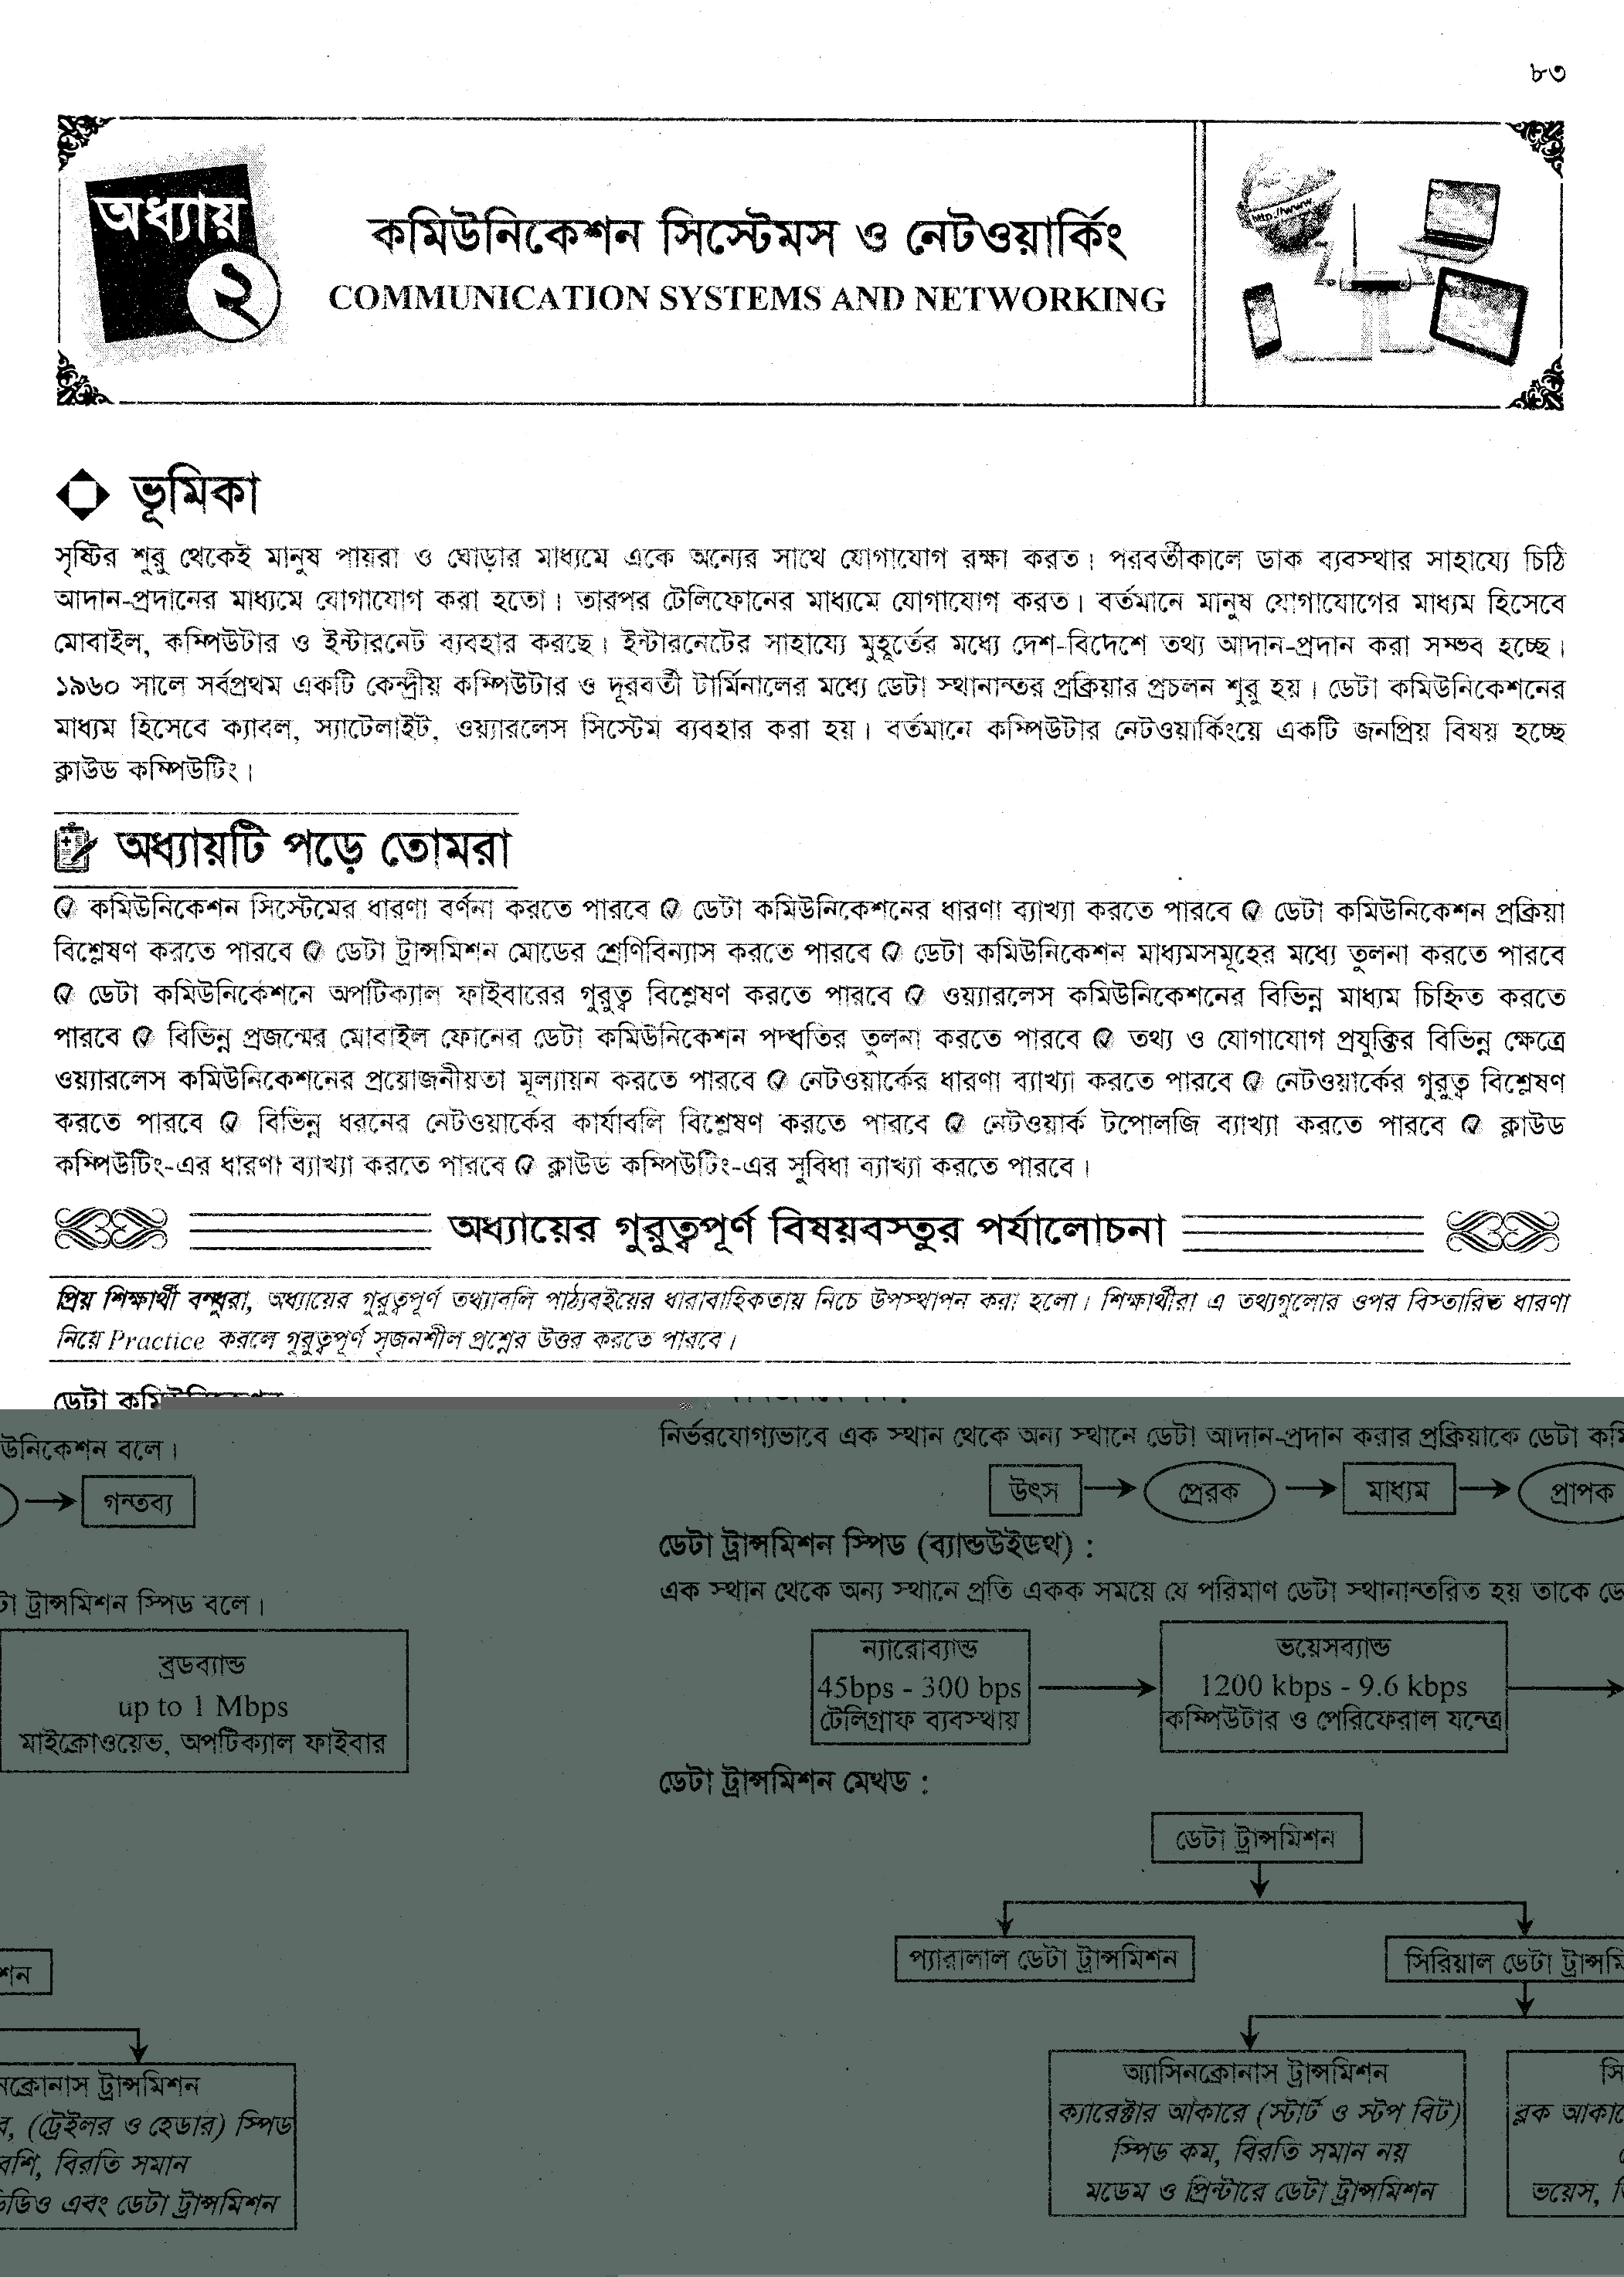 ৮৩
অধ্যায়
২
কমিউনিকেশন সিস্টেমস ও নেটওয়ার্কিং
COMMUNICATION SYSTEMS AND NETWORKING
http://www
ভূমিকা
সৃষ্টির শুরু থেকেই মানুষ পায়রা ও ঘোড়ার মাধ্যমে একে অন্যের সাথে যোগাযোগ রক্ষা করত। পরবর্তীকালে ডাক ব্যবস্থার সাহায্যে চিঠি
আদান-প্রদানের মাধ্যমে যোগাযোগ করা হতো। তারপর টেলিফোনের মাধ্যমে যোগাযোগ করত। বর্তমানে মানুষ যোগাযোগের মাধ্যম হিসেবে
মোবাইল, কম্পিউটার ও ইন্টারনেট ব্যবহার করছে। ইন্টারনেটের সাহায্যে মুহূর্তের মধ্যে দেশ-বিদেশে তথ্য আদান-প্রদান করা সম্ভব হচ্ছে।
১৯৬০ সালে সর্বপ্রথম একটি কেন্দ্রীয় কম্পিউটার ও দূরবর্তী টার্মিনালের মধ্যে ডেটা স্থানান্তর প্রক্রিয়ার প্রচলন শুরু হয়। ডেটা কমিউনিকেশনের
মাধ্যম হিসেবে ক্যাবল, স্যাটেলাইট, ওয়্যারলেস সিস্টেম ব্যবহার করা হয়। বর্তমানে কম্পিউটার নেটওয়ার্কিংয়ে একটি জনপ্রিয় বিষয় হচ্ছে
ক্লাউড কম্পিউটিং।
অধ্যায়টি পড়ে তোমরা
কমিউনিকেশন সিস্টেমের ধারণা বর্ণনা করতে পারবে ডেটা কমিউনিকেশনের ধারণা ব্যাখ্যা করতে পারবে ডেটা কমিউনিকেশন প্রক্রিয়া
বিশ্লেষণ করতে পারবে ডেটা ট্রান্সমিশন মোডের শ্রেণিবিন্যাস করতে পারবে ডেটা কমিউনিকেশন মাধ্যমসমূহের মধ্যে তুলনা করতে পারবে
ডেটা কমিউনিকেশনে অপটিক্যাল ফাইবারের গুরুত্ব বিশ্লেষণ করতে পারবে ওয়্যারলেস কমিউনিকেশনের বিভিন্ন মাধ্যম চিহ্নিত করতে
পারবে বিভিন্ন প্রজন্মের মোবাইল ফোনের ডেটা কমিউনিকেশন পদ্ধতির তুলনা করতে পারবে তথ্য ও যোগাযোগ প্রযুক্তির বিভিন্ন ক্ষেত্রে
ওয়্যারলেস কমিউনিকেশনের প্রয়োজনীয়তা মূল্যায়ন করতে পারবে নেটওয়ার্কের ধারণা ব্যাখ্যা করতে পারবে নেটওয়ার্কের গুরুত্ব বিশ্লেষণ
করতে পারবে বিভিন্ন ধরনের নেটওয়ার্কের কার্যাবলি বিশ্লেষণ করতে পারবে নেটওয়ার্ক টপোলজি ব্যাখ্যা করতে পারবে ক্লাউড
কম্পিউটিং-এর ধারণা ব্যাখ্যা করতে পারবে ক্লাউড কম্পিউটিং-এর সুবিধা ব্যাখ্যা করতে পারবে।
অধ্যায়ের গুরুত্বপূর্ণ বিষয়বস্তুর পর্যালোচনা
প্রিয় শিক্ষার্থী বন্ধুরা, অধ্যায়ের গুরুত্বপূর্ণ তথ্যাবলি পাঠ্যবইয়ের ধারাবাহিকতায় নিচে উপস্থাপন করা হলো। শিক্ষার্থীরা এ তথ্যগুলোর ওপর বিস্তারিত ধারণা
নিয়ে Practice করলে গুরুত্বপূর্ণ সৃজনশীল প্রশ্নের উত্তর করতে পারবে।
ডেটা
নির্ভরযোগ্যভাবে এক স্থান থেকে অন্য স্থানে ডেটা আদান-প্রদান করার প্রক্রিয়াকে ডেটা কমি
উনিকেশন বলে।
উৎস
প্রেরক
মাধ্যম
প্রাপক
গন্তব্য
ডেটা ট্রান্সমিশন স্পিড (ব্যান্ডউইডথ) :
এক স্থান থেকে অন্য স্থানে প্রতি একক সময়ে যে পরিমাণ ডেটা স্থানান্তরিত হয় তাকে ডে
টা ট্রান্সমিশন স্পিড বলে।
ন্যারোব্যান্ড
45bps - 300 bps
টেলিগ্রাফ ব্যবস্থায়
ভয়েসব্যান্ড
1200 kbps - 9.6 kbps
কম্পিউটার ও পেরিফেরাল যন্ত্রে
ব্রডব্যান্ড
up to 1 Mbps
মাইক্রোওয়েভ, অপটিক্যাল ফাইবার
ডেটা ট্রান্সমিশন মেথড :
ডেটা ট্রান্সমিশন
প্যারালাল ডেটা ট্রান্সমিশন
সিরিয়াল ডেটা ট্রান্সমি
শন
অ্যাসিনক্রোনাস ট্রান্সমিশন
ক্যারেক্টার আকারে (স্টার্ট ও স্টপ বিট)
স্পিড কম, বিরতি সমান নয়
মডেম ও প্রিন্টারে ডেটা ট্রান্সমিশন
সি
ব্লক আকারে
ভয়েস,
নক্রোনাস ট্রান্সমিশন
(ট্রেইলর ও হেডার) স্পিড
বেশি, বিরতি সমান
ভিডিও এবং ডেটা ট্রান্সমিশন